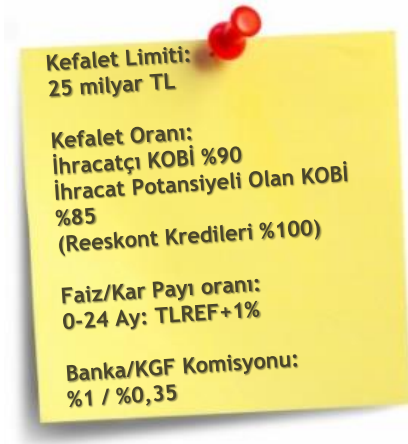 Kefalet Limiti:
25 milyar TL
Kefalet Oranı:
İhracatçı KOBİ %90
İhracat Potansiyeli Olan KOBİ
%85
(Reeskont Kredileri %100)
Faiz/Kar Payı oranı:
0-24 Ay: TLREF+1%
Banka/KGF Komisyonu:
%1 / %0,35